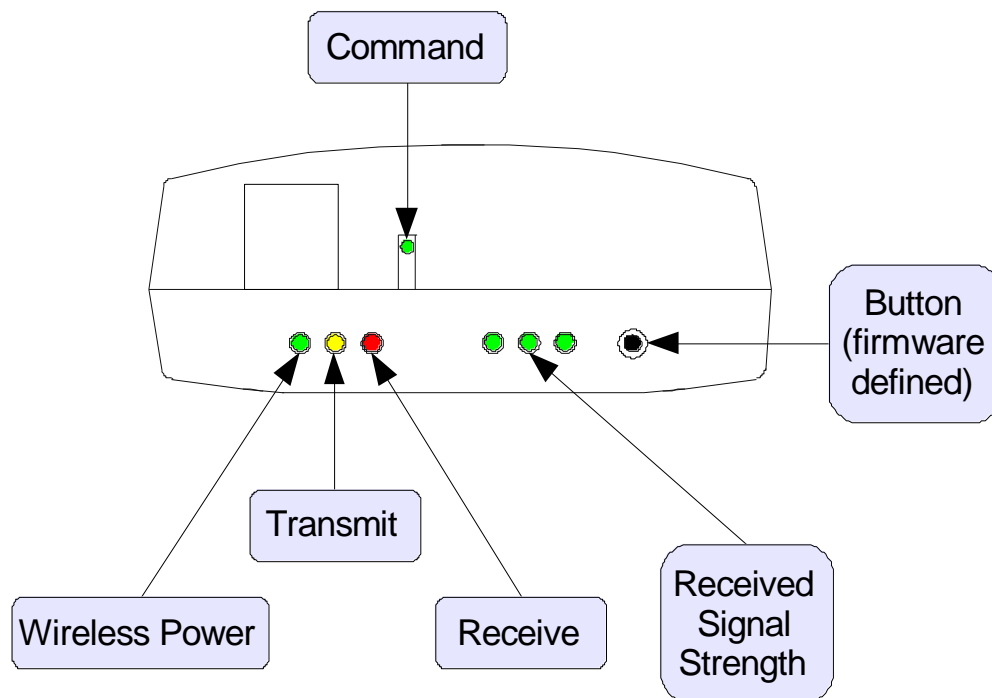 Command
Button
(firmware
defined)
Transmit
Wireless Power
Receive
Received
Signal
Strength